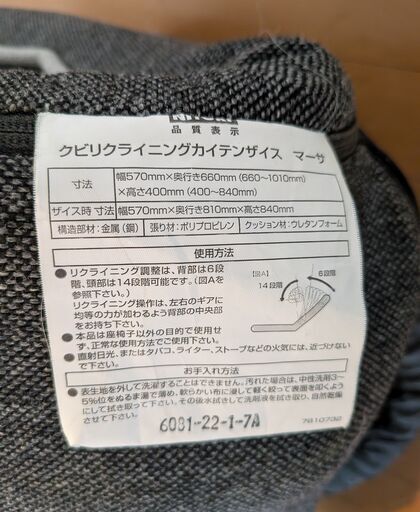 品質表示
クビリクライニングカイテンザイス マーサ
寸法
幅570mm×奥行き660mm (660~1010mm)
×高さ400mm (400~840mm)
ザイス時 寸法 幅570mm×奥行き810mm×高さ840mm
構造部材:金属(鋼) 張り材:ポリプロピレン クッション材:ウレタンフォーム
使用方法
●リクライニング調整は、背部は6段
階、頭部は14段階可能です。(図Aを
参照下さい。)
リクライニング操作は、左右のギアに
均等の力が加わるよう背部の中央部
をお持ち下さい。
●本品は座椅子以外の目的で使用せ
ず、正常な使用方法でご使用下さい。
●直射日光、またはタバコ、ライター、ストーブなどの火気には、近づけない
で下さい。
【図A】
14段階
6段階
お手入れ方法
●表生地を外して洗濯することはできません。汚れた場合は、中性洗剤3~
5%位をぬるま湯で薄め、軟らかい布に浸して軽く絞って表面を叩くよう
にして拭き取って下さい。その後水拭きして洗剤液を拭き取り、自然乾燥
させて下さい。
7810732
6081-22-1-7A